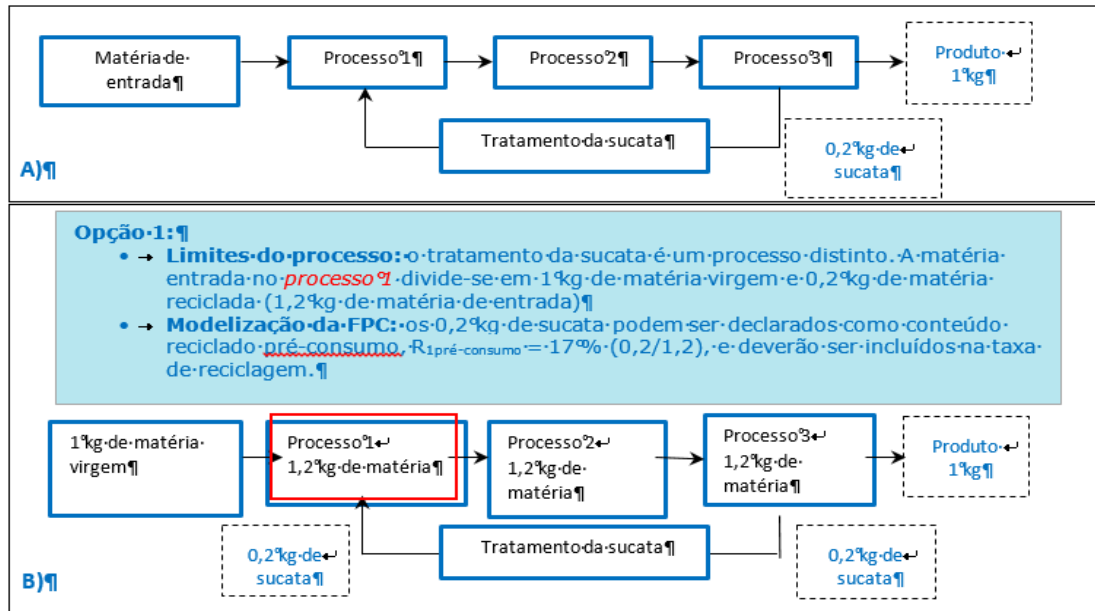 Matéria·de·
entrada¶
Processo°1¶
Processo°2¶
Processo°3¶
Produto·↵
1°kg¶
Tratamento·da·sucata¶
0,2°kg·de↵
sucata¶
A)¶
Opção·1:¶
•→Limites·do·processo:·o·tratamento·da·sucata·é·um·processo·distinto.·A·matéria·
entrada·no·processo°1·divide-se·em·1°kg·de·matéria·virgem·e·0,2°kg·de·matéria·
reciclada·(1,2°kg·de·matéria·de·entrada)¶
•→Modelização·da·FPC:·os·0,2°kg·de·sucata·podem·ser·declarados·como·conteúdo·
reciclado·pré-consumo,·R1pré-consumo·=·17°%·(0,2/1,2),·e·deverão·ser·incluídos·na·taxa·
de·reciclagem.¶
1°kg·de·matéria·
virgem¶
Processo°1↵
1,2°kg·de·matéria¶
Processo°2↵
1,2°kg·de·
matéria¶
Processo°3↵
1,2°kg·de·
matéria¶
Produto·↵
1°kg¶
0,2°kg·de↵
sucata¶
Tratamento·da·sucata¶
0,2°kg·de↵
sucata¶
B)¶